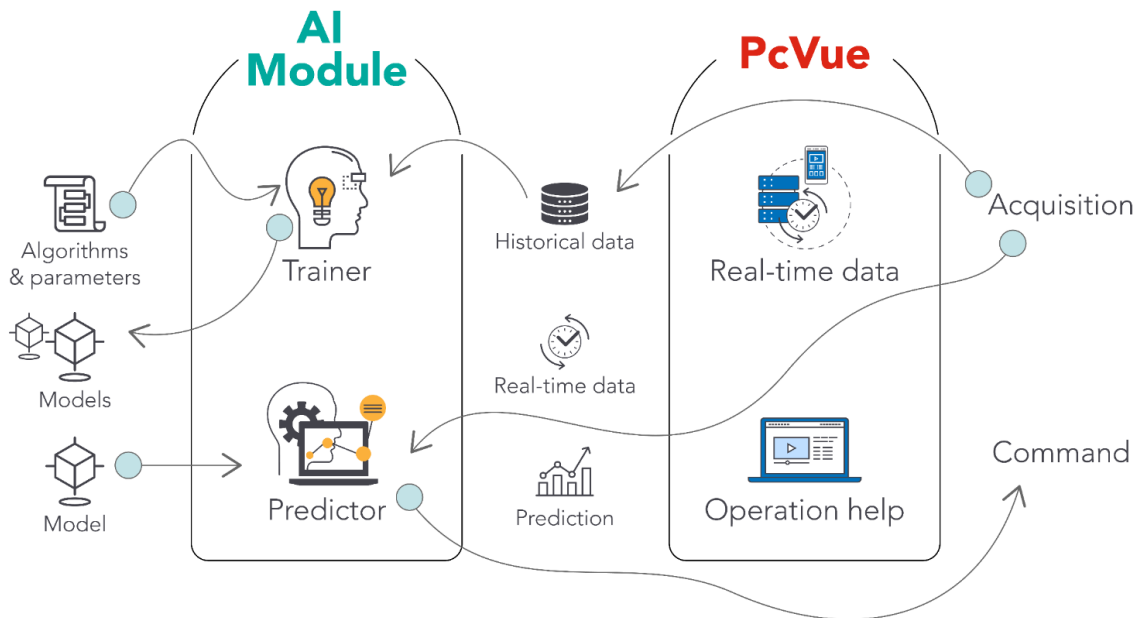 AI
Module
PcVue
Algorithms
& parameters
Trainer
Historical data
Real-time data
Acquisition
Models
Real-time data
Model
Predictor
Prediction
Operation help
Command